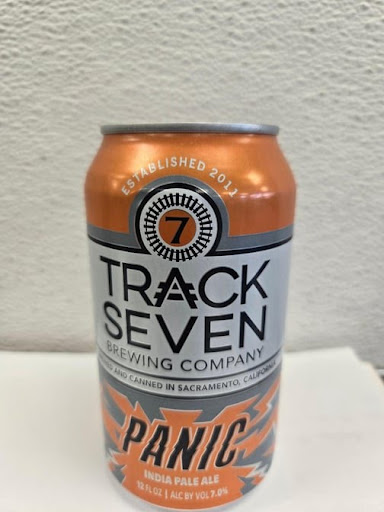 ESTABLISHED 2011
7
TRACK
SEVEN
BREWING COMPANY
AND CANNED IN SACRAMENTO, CALIFORNIA
PANIC
INDIA PALE ALE
12 FL OZ | ALC BY VOL 7.0%